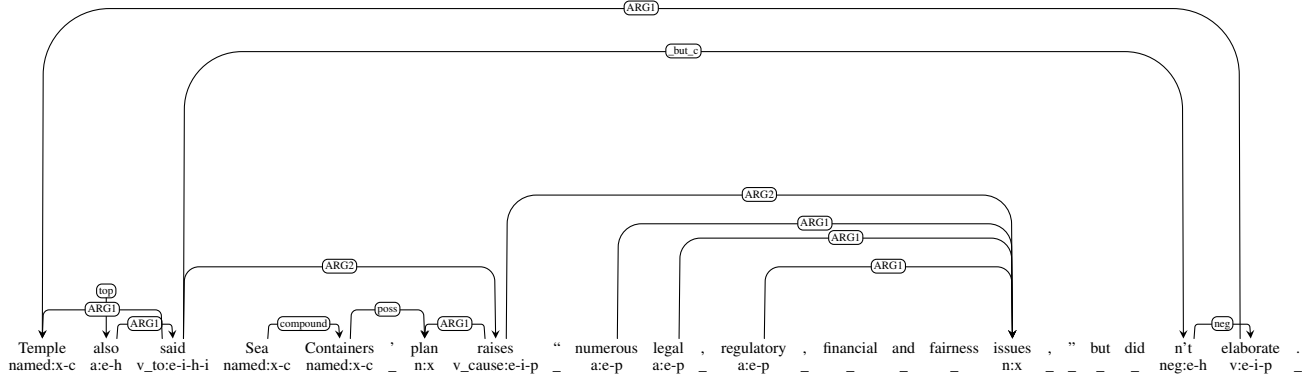 ARG1
_but_c
ARG2
ARG1
ARG1
ARG2 ARG1
top
ARG1 poss
ARG1 compound ARG1 neg
Temple also said Sea Containers ’ plan raises “ numerous legal , regulatory , financial and fairness issues , ” but did n't elaborate .
named:x-c a:e-h v_to:e-i-h-i named:x-c named:x-c _ n:x v_cause:e-i-p _ a:e-p a:e-p _ a:e-p _ _ _ _ n:x _ _ _ _ neg:e-h v:e-i-p _